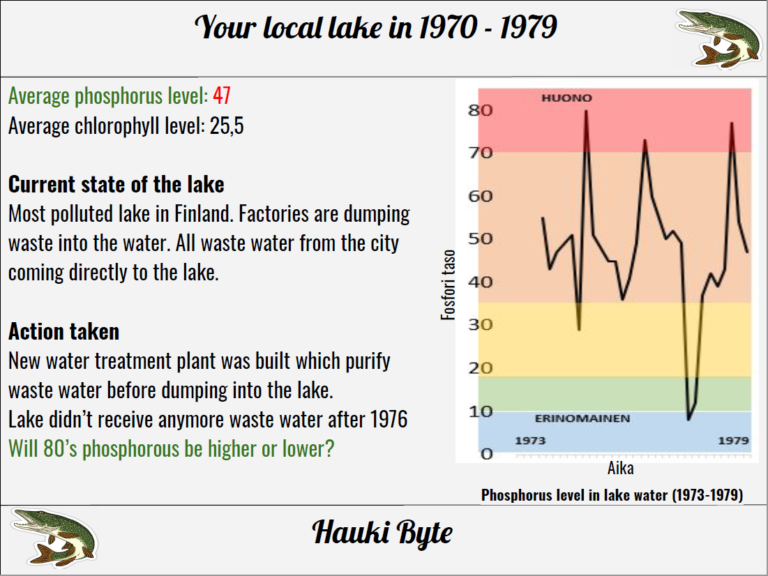 Your local lake in 1970 - 1979
Average phosphorus level: 47
Average chlorophyll level: 25,5
Current state of the lake
Most polluted lake in Finland. Factories are dumping
waste into the water. All waste water from the city
coming directly to the lake.
Action taken
New water treatment plant was built which purify
waste water before dumping into the lake.
Lake didn't receive anymore waste water after 1976
Will 80's phosphorous be higher or lower?
Fosfori taso
HUONO
80
70
60
50
40
30
20
10
0
ERINOMAINEN
1973 1979
Aika
Phosphorus level in lake water (1973-1979)
Hauki Byte